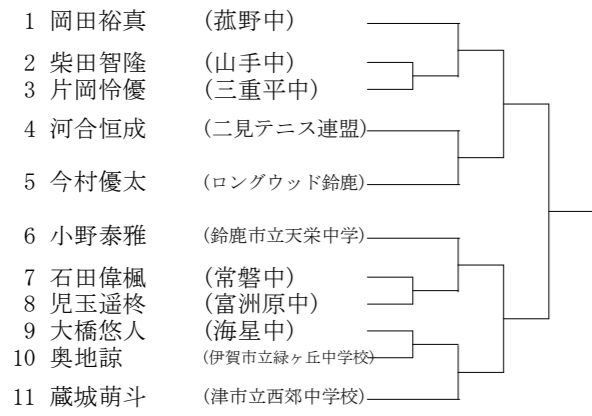 1 岡田裕真 (菰野中)
2 柴田智隆 (山手中)
3 片岡怜優 (三重平中)
4 河合恒成 (二見テニス連盟)
5 今村優太 (ロングウッド鈴鹿)
6 小野泰雅 (鈴鹿市立天栄中学)
7 石田偉楓 (常磐中)
8 児玉遥柊 (富洲原中)
9 大橋悠人 (海星中)
10 奥地諒 (伊賀市立緑ヶ丘中学校)
11 蔵城萌斗 (津市立西郊中学校)